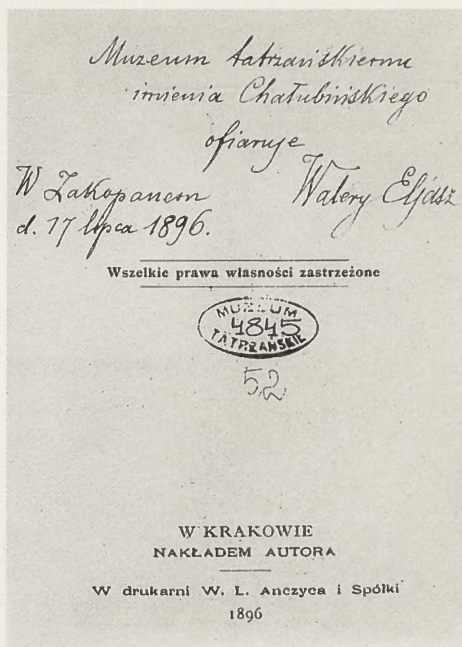 Muzeum tatrzańskiemu
imienia Chałubińskiego
ofiaruje
W Zakopanem
d. 17 lipca 1896.
Walery Eljasz
Wszelkie prawa własności zastrzeżone
MUZEUM
4845
TATRZAŃSKIE
52
W KRAKOWIE
NAKŁADEM AUTORA
W drukarni W. L. Anczyca i Spółki
1896